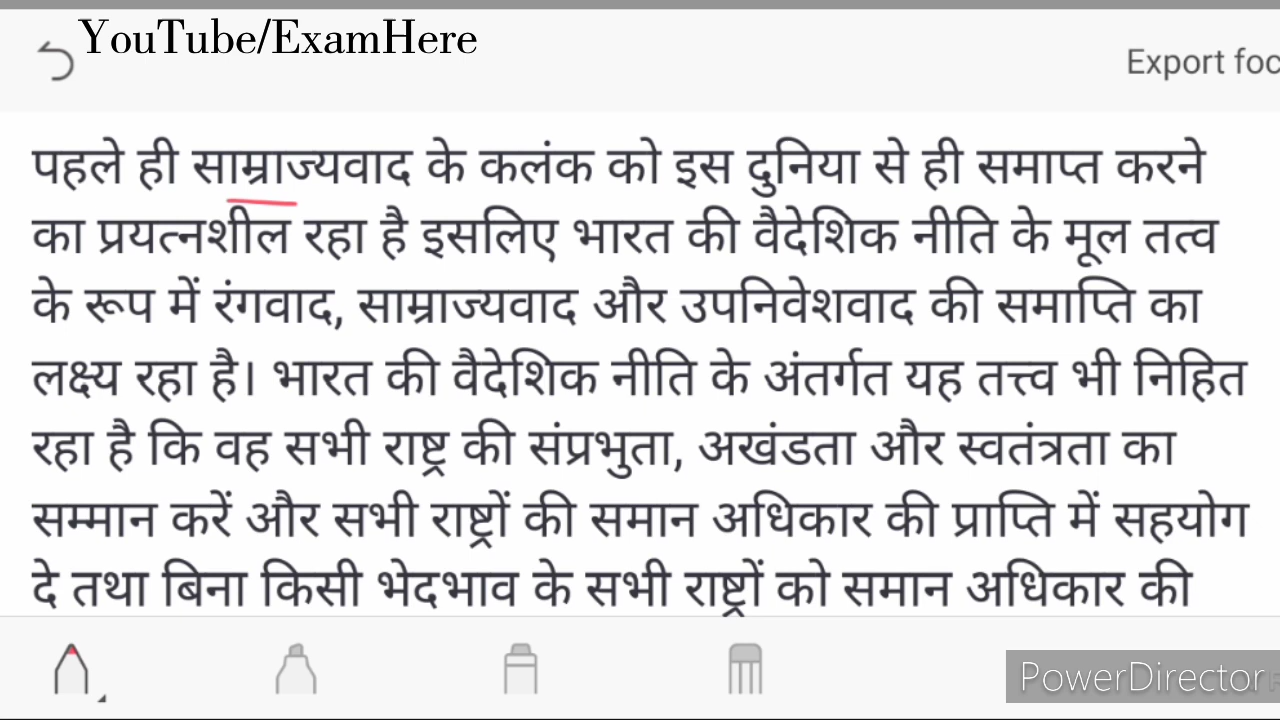 YouTube/ExamHere
Export foc
पहले ही साम्राज्यवाद के कलंक को इस दुनिया से ही समाप्त करने
का प्रयत्नशील रहा है इसलिए भारत की वैदेशिक नीति के मूल तत्व
के रूप में रंगवाद, साम्राज्यवाद और उपनिवेशवाद की समाप्ति का
लक्ष्य रहा है। भारत की वैदेशिक नीति के अंतर्गत यह तत्त्व भी निहित
रहा है कि वह सभी राष्ट्र की संप्रभुता, अखंडता और स्वतंत्रता का
सम्मान करें और सभी राष्ट्रों की समान अधिकार की प्राप्ति में सहयोग
दे तथा बिना किसी भेदभाव के सभी राष्ट्रों को समान अधिकार की
PowerDirector